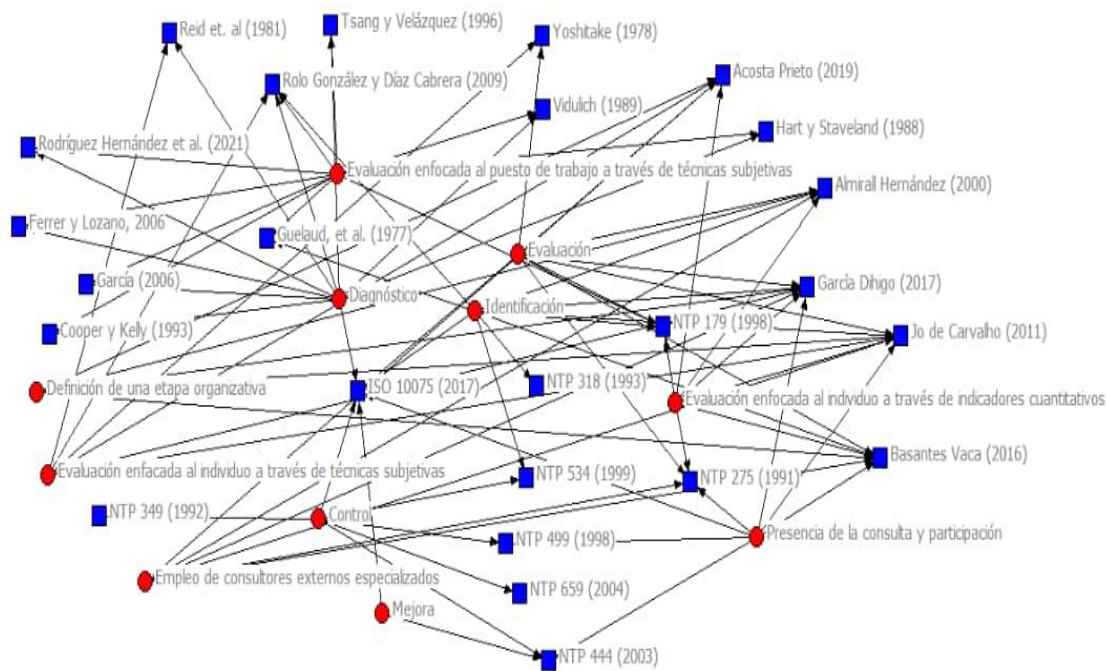 Tsang y Velázquez (1996)
Reid et. al (1981)
Yoshitake (1978)
Acosta Prieto (2019)
Rolo González y Díaz Cabrera (2009)
Vidulich (1989)
Hart y Staveland (1988)
Rodríguez Hernández et al. (2021)
Evaluación enfocada al puesto de trabajo a través de técnicas subjetivas
Almirall Hernández (2000)
Ferrer y Lozano, 2006
Guelaud, et al. (1977)
Evaluación
García (2006)
Diagnóstico
García Dihigo (2017)
Identificación
NTP 179 (1998)
Cooper y Kelly (1993)
Jo de Carvalho (2011)
Definición de una etapa organizativa
ISO 10075 (2017)
NTP 318 (1993)
Evaluación enfocada al individuo a través de indicadores cuantitativos
Basantes Vaca (2016)
Evaluación enfacada al individuo a través de técnicas subjetivas
NTP 534 (1999)
NTP 275 (1991)
NTP 349 (1992)
Control
Presencia de la consulta y participación
NTP 499 (1998)
Empleo de consultores externos especializados
NTP 659 (2004)
Mejora
NTP 444 (2003)